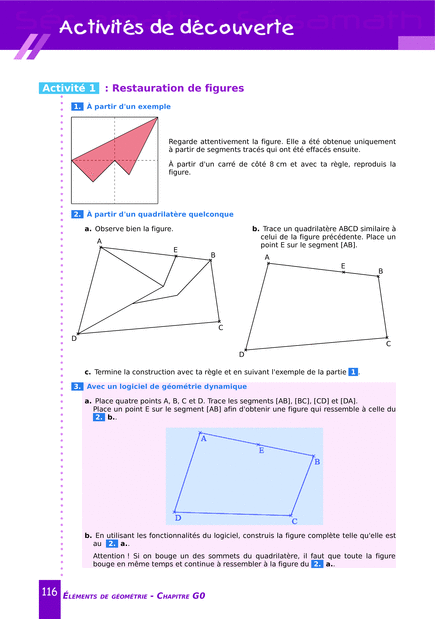 Activités de découverte
Activité 1 : Restauration de figures
1. À partir d'un exemple
Regarde attentivement la figure. Elle a été obtenue uniquement
à partir de segments tracés qui ont été effacés ensuite.
À partir d'un carré de côté 8 cm et avec ta règle, reproduis la
figure.
2. À partir d'un quadrilatère quelconque
a. Observe bien la figure.
b. Trace un quadrilatère ABCD similaire à
celui de la figure précédente. Place un
point E sur le segment [AB].
A
E
B
C
D
A
E
B
C
D
c. Termine la construction avec ta règle et en suivant l'exemple de la partie 1.
3. Avec un logiciel de géométrie dynamique
a. Place quatre points A, B, C et D. Trace les segments [AB], [BC], [CD] et [DA].
Place un point E sur le segment [AB] afin d'obtenir une figure qui ressemble à celle du
2. b..
A
E
B
D
C
b. En utilisant les fonctionnalités du logiciel, construis la figure complète telle qu'elle est
au 2. a..
Attention ! Si on bouge un des sommets du quadrilatère, il faut que toute la figure
bouge en même temps et continue à ressembler à la figure du 2. a..
116 ÉLÉMENTS DE GÉOMÉTRIE - CHAPITRE G0